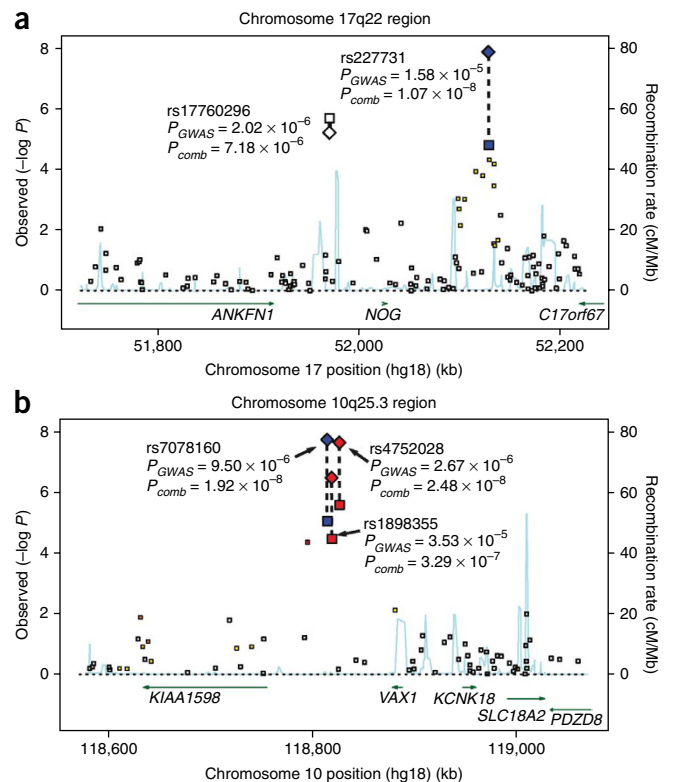 a
Chromosome 17q22 region
8
6
4
2
0
Observed (–log P)
80
60
40
20
0
Recombination rate (cM/Mb)
rs227731
P_GWAS = 1.58 × 10⁻⁵
P_comb = 1.07 × 10⁻⁸
rs17760296
P_GWAS = 2.02 × 10⁻⁶
P_comb = 7.18 × 10⁻⁶
ANKFN1
NOG
C17orf67
51,800
52,000
52,200
Chromosome 17 position (hg18) (kb)
b
Chromosome 10q25.3 region
8
6
4
2
0
Observed (–log P)
80
60
40
20
0
Recombination rate (cM/Mb)
rs7078160
P_GWAS = 9.50 × 10⁻⁶
P_comb = 1.92 × 10⁻⁸
rs4752028
P_GWAS = 2.67 × 10⁻⁶
P_comb = 2.48 × 10⁻⁸
rs1898355
P_GWAS = 3.53 × 10⁻⁵
P_comb = 3.29 × 10⁻⁷
KIAA1598
VAX1
KCNK18
SLC18A2
PDZD8
118,600
118,800
119,000
Chromosome 10 position (hg18) (kb)